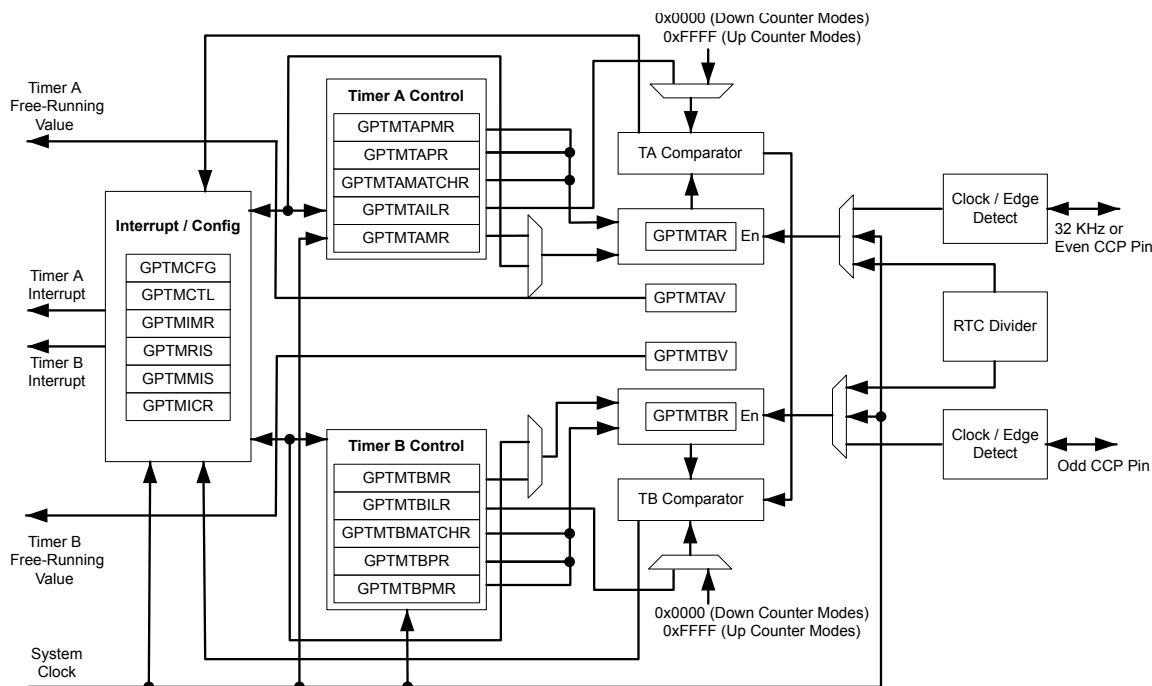 0x0000 (Down Counter Modes)
0xFFFF (Up Counter Modes)
Timer A
Free-Running
Value
Timer A Control
GPTMTAPMR
GPTMTAPR
GPTMTAMATCHR
GPTMTAILR
GPTMTAMR
TA Comparator
GPTMTAR
En
Clock / Edge
Detect
32 KHz or
Even CCP Pin
Interrupt / Config
GPTMCFG
GPTMCTL
GPTMIMR
GPTMRIS
GPTMMIS
GPTMICR
Timer A
Interrupt
Timer B
Interrupt
GPTMTAV
GPTMTBV
RTC Divider
GPTMTBR
En
Clock / Edge
Detect
Odd CCP Pin
Timer B Control
GPTMTBMR
GPTMTBILR
GPTMTBMATCHR
GPTMTBPR
GPTMTBPMR
TB Comparator
0x0000 (Down Counter Modes)
0xFFFF (Up Counter Modes)
Timer B
Free-Running
Value
System
Clock